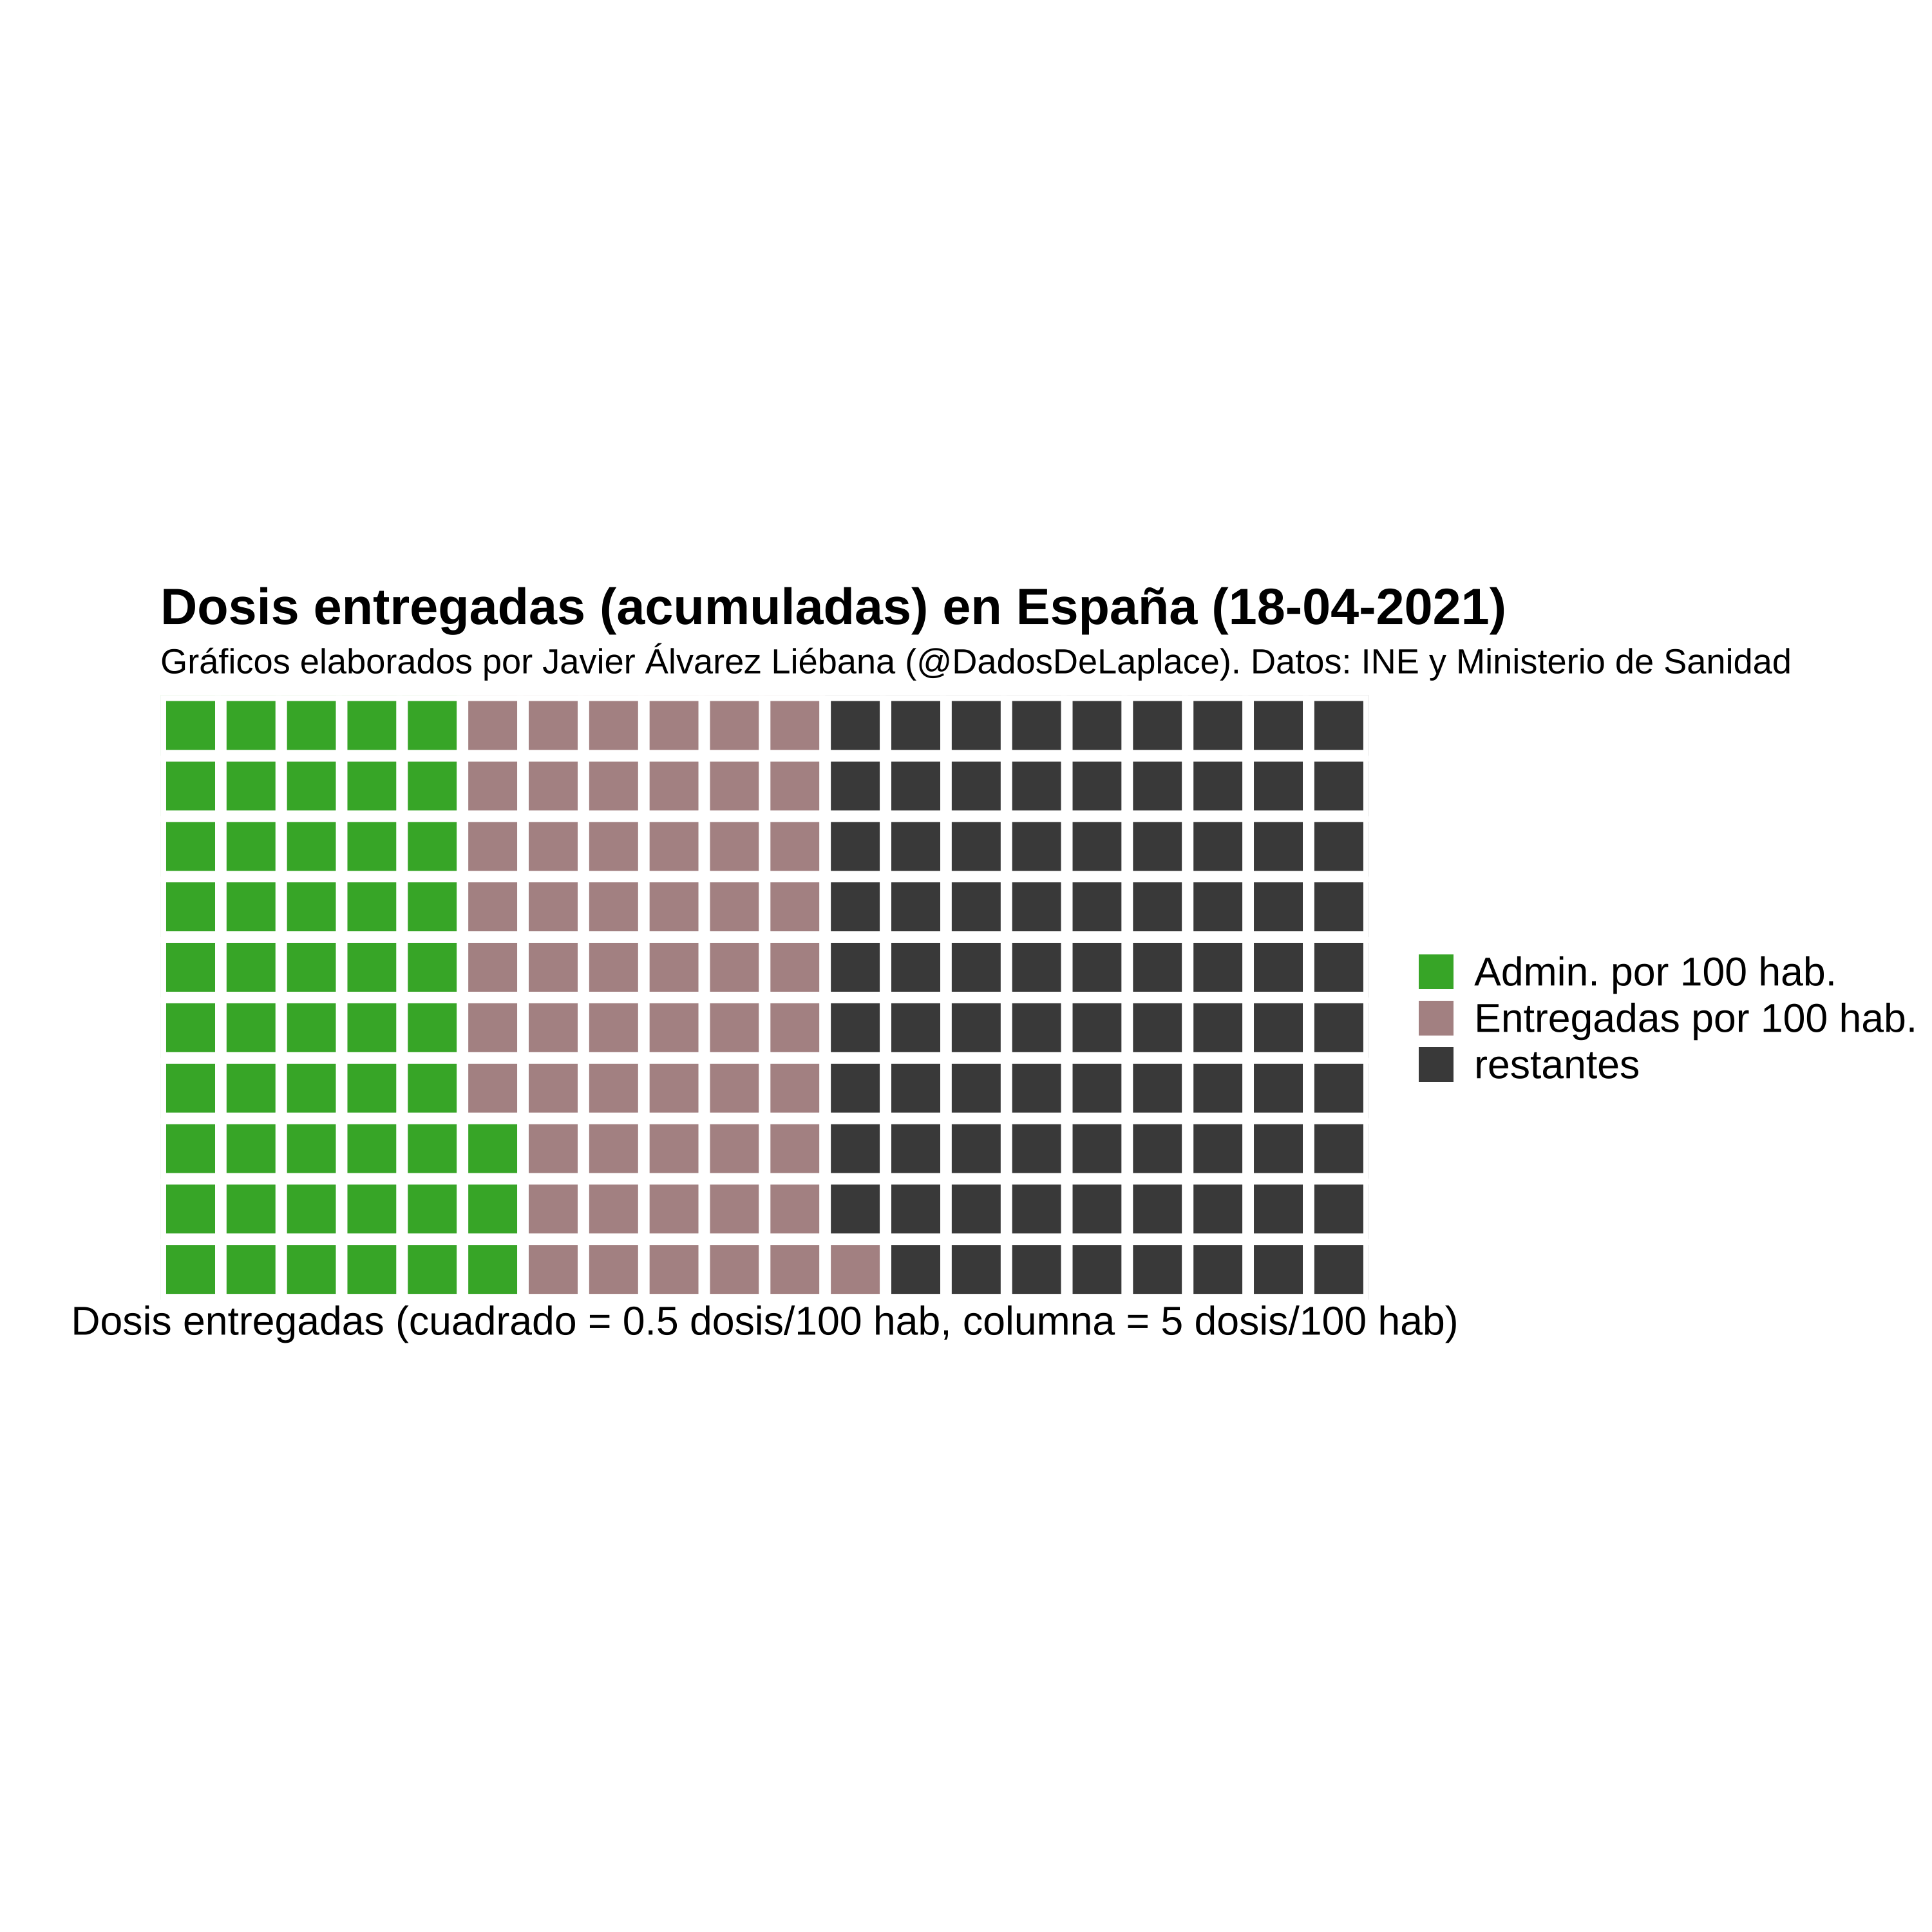 Dosis entregadas (acumuladas) en España (18-04-2021)
Gráficos elaborados por Javier Álvarez Liébana (@DadosDeLaplace). Datos: INE y Ministerio de Sanidad
Admin. por 100 hab.
Entregadas por 100 hab.
restantes
Dosis entregadas (cuadrado = 0.5 dosis/100 hab, columna = 5 dosis/100 hab)